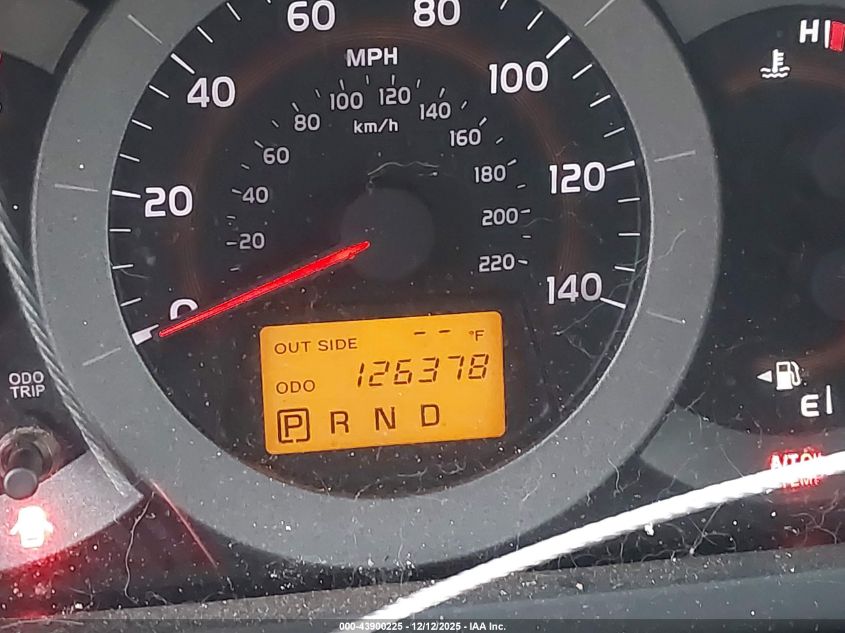 60 80
MPH
H
40 100
80 100 120 140
km/h
60 160
40 180 120
20
200
20
220
140
0
OUT SIDE -- °F
ODO 126378
P R N D
ODO
TRIP
E
000-43900225 - 12/12/2025 - IAA Inc.